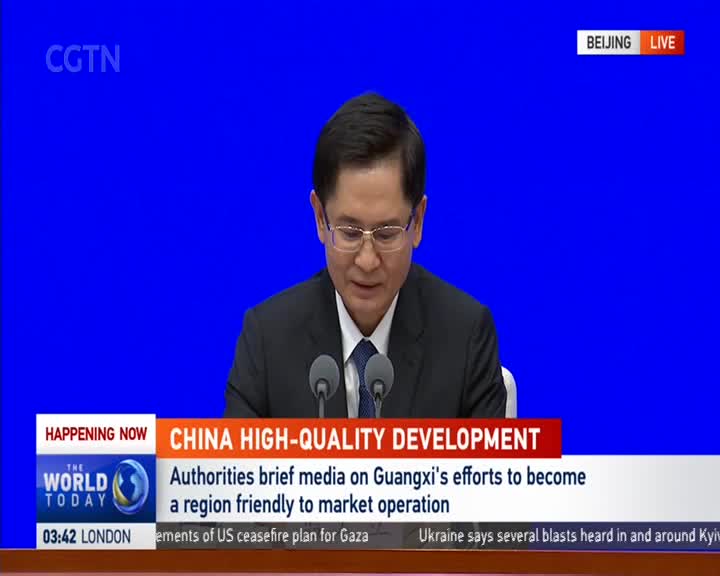 CGTN
BEIJING LIVE
HAPPENING NOW
CHINA HIGH-QUALITY DEVELOPMENT
THE
WORLD
TODAY
Authorities brief media on Guangxi's efforts to become
a region friendly to market operation
03:42 LONDON
ements of US ceasefire plan for Gaza Ukraine says several blasts heard in and around Kyiv